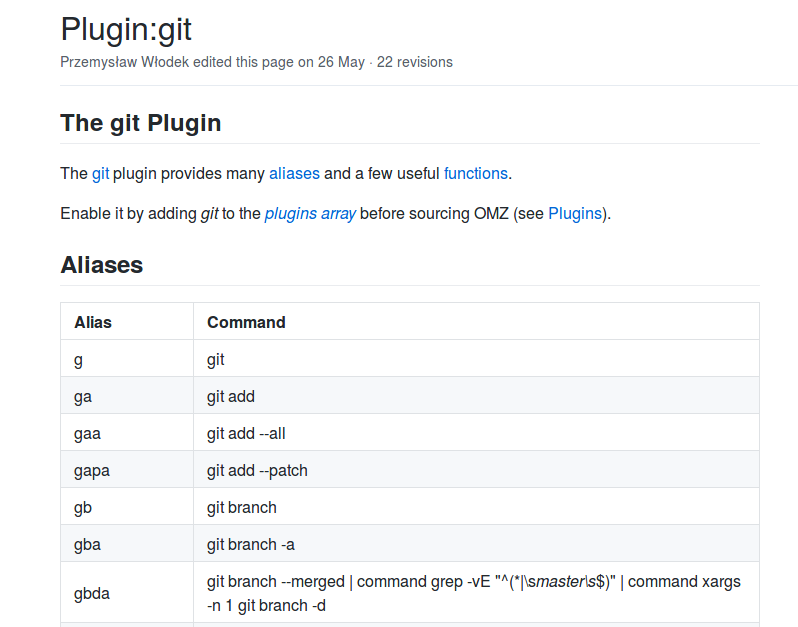 Plugin:git
Przemysław Włodek edited this page on 26 May · 22 revisions
The git Plugin
The git plugin provides many aliases and a few useful functions.
Enable it by adding git to the plugins array before sourcing OMZ (see Plugins).
Aliases
Alias Command
g git
ga git add
gaa git add --all
gapa git add --patch
gb git branch
gba git branch -a
gbda git branch --merged | command grep -vE "^(*|\smaster\s$)" | command xargs
-n 1 git branch -d